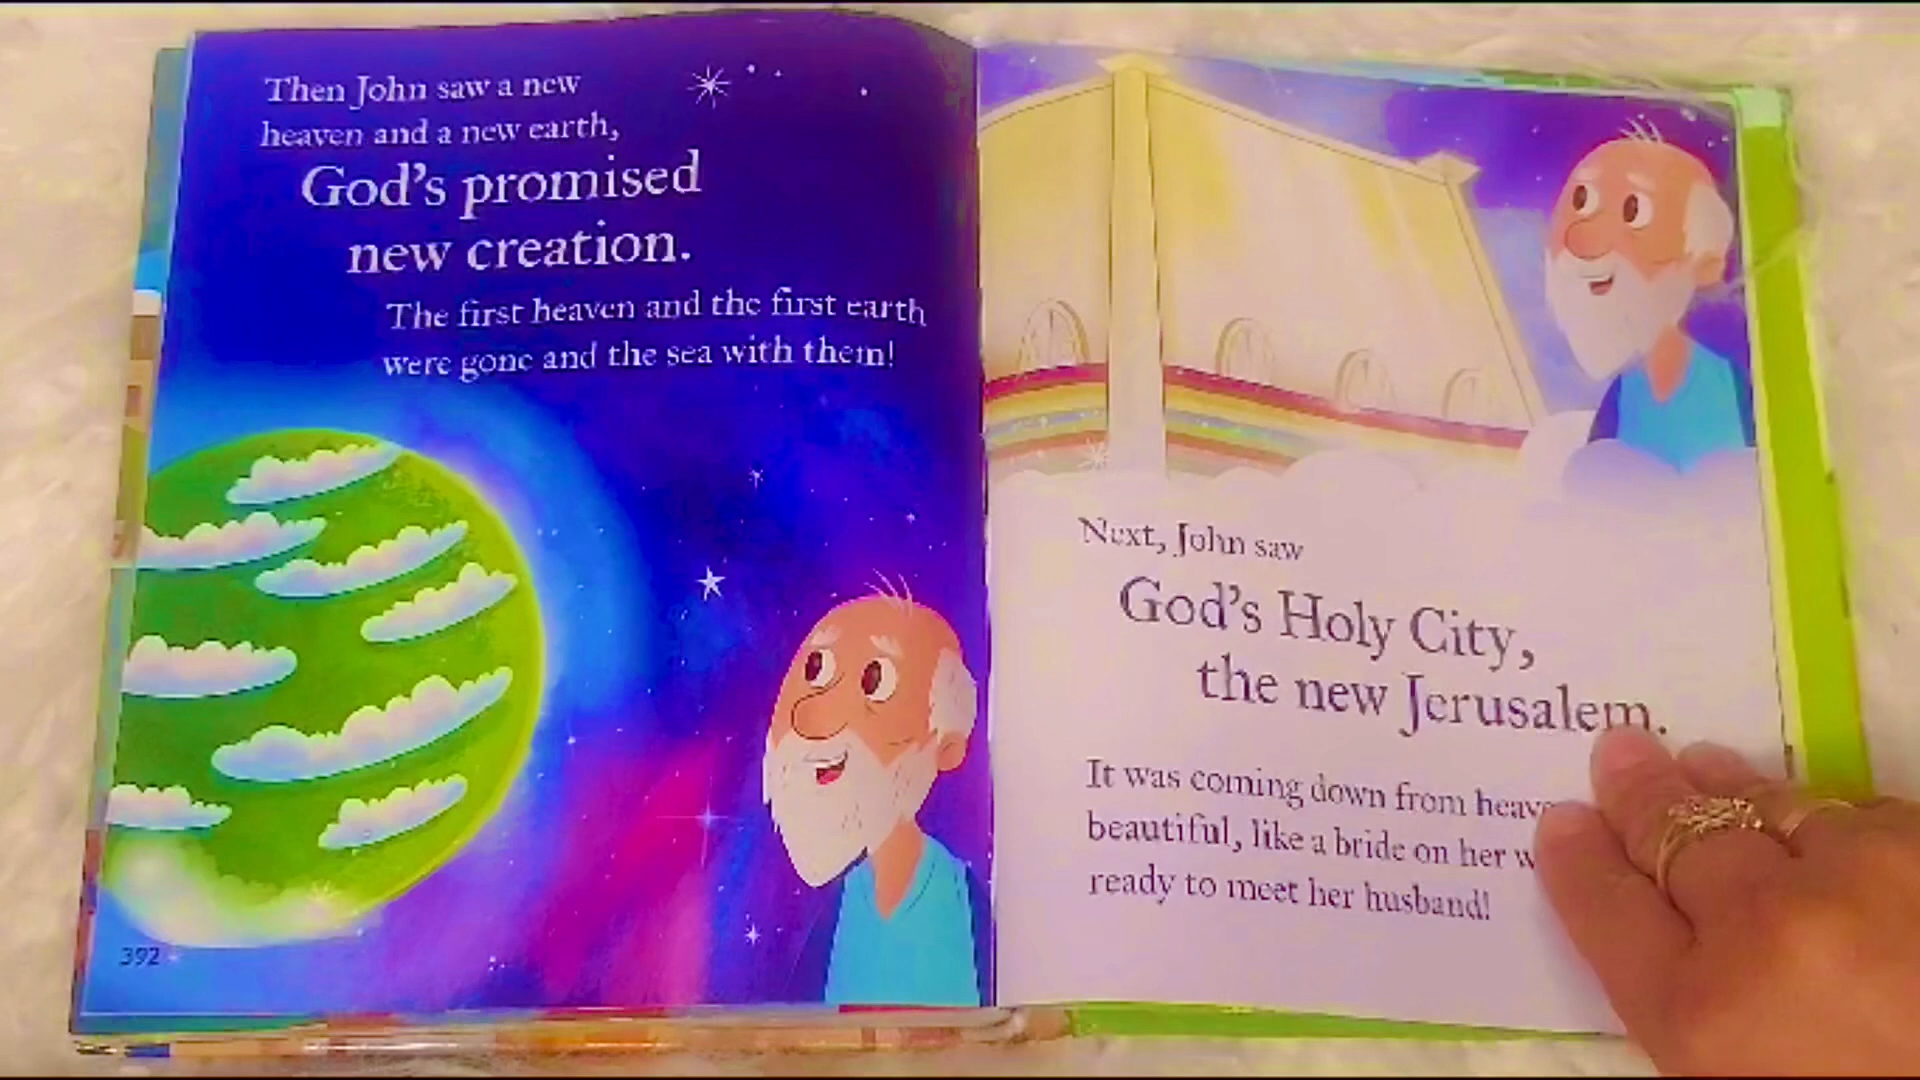 Then John saw a new
heaven and a new earth,
God's promised
new creation.
The first heaven and the first earth
were gone and the sea with them!
392
Next, John saw
God's Holy City,
the new Jerusalem.
It was coming down from
beautiful, like a bride on her
ready to meet her husband!